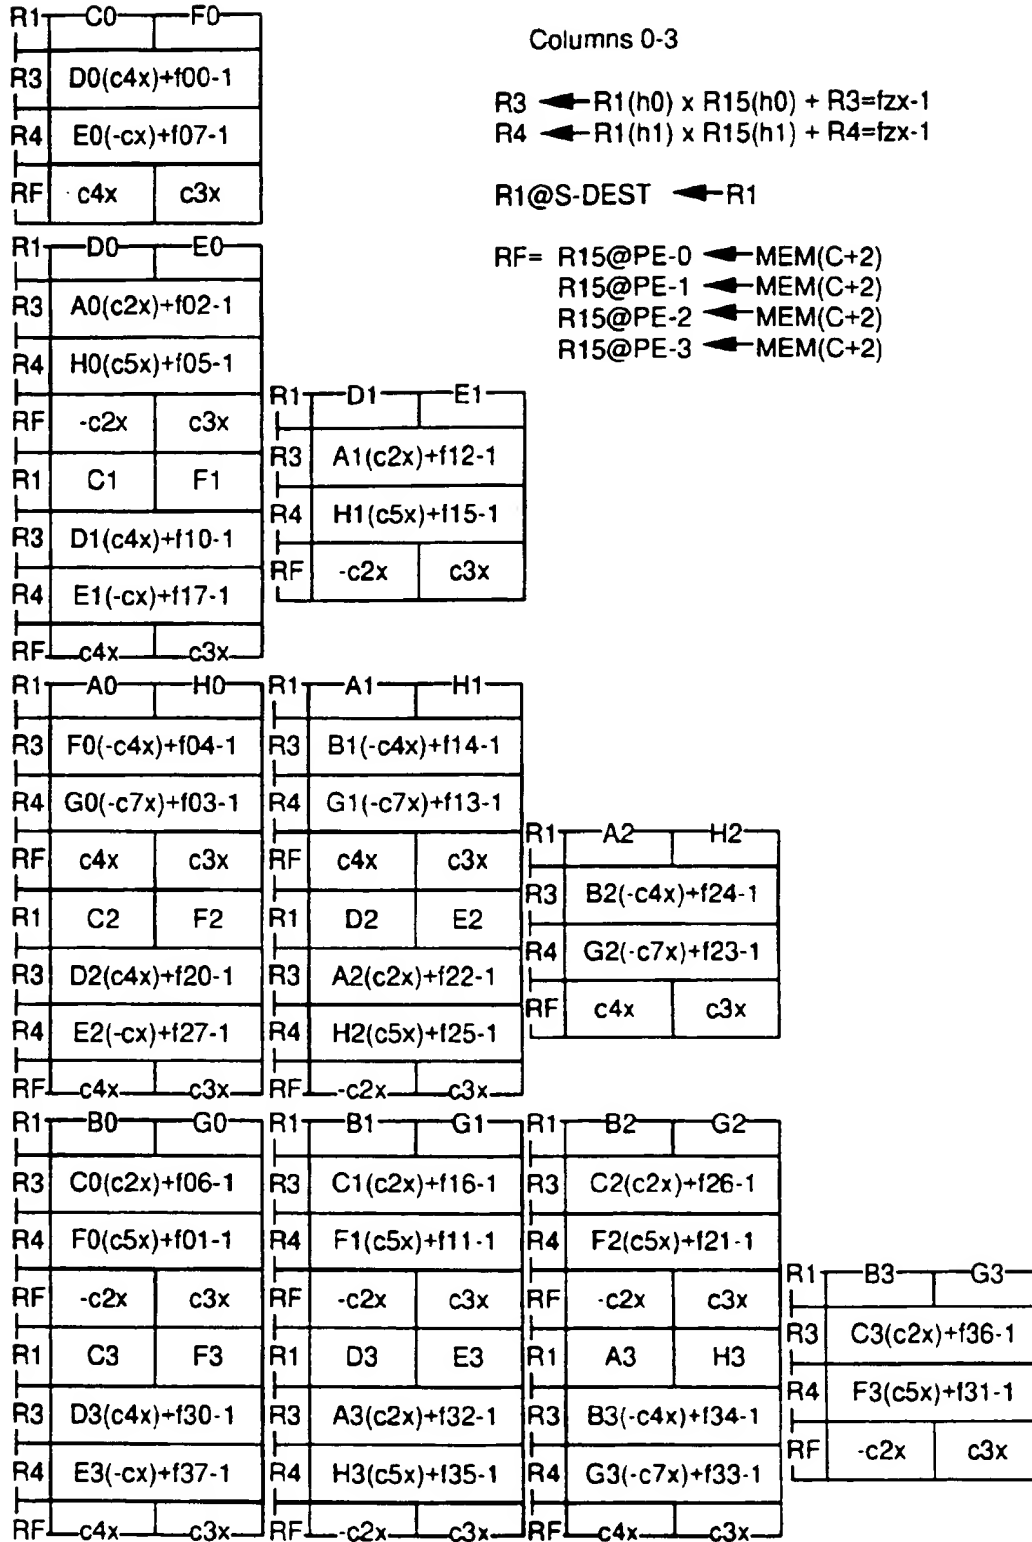 Columns 0-3
R3 ← R1(h0) x R15(h0) + R3=fzx-1
R4 ← R1(h1) x R15(h1) + R4=fzx-1
R1@S-DEST ← R1
RF= R15@PE-0 ← MEM(C+2)
R15@PE-1 ← MEM(C+2)
R15@PE-2 ← MEM(C+2)
R15@PE-3 ← MEM(C+2)
R1 C0 F0
R3 D0(c4x)+f00-1
R4 E0(-cx)+f07-1
RF c4x c3x
R1 D0 E0
R3 A0(c2x)+f02-1
R4 H0(c5x)+f05-1
RF -c2x c3x
R1 C1 F1
R3 D1(c4x)+f10-1
R4 E1(-cx)+f17-1
RF c4x c3x
R1 D1 E1
R3 A1(c2x)+f12-1
R4 H1(c5x)+f15-1
RF -c2x c3x
R1 A0 H0
R3 F0(-c4x)+f04-1
R4 G0(-c7x)+f03-1
RF c4x c3x
R1 C2 F2
R3 D2(c4x)+f20-1
R4 E2(-cx)+f27-1
RF c4x c3x
R1 A1 H1
R3 B1(-c4x)+f14-1
R4 G1(-c7x)+f13-1
RF c4x c3x
R1 D2 E2
R3 A2(c2x)+f22-1
R4 H2(c5x)+f25-1
RF -c2x c3x
R1 A2 H2
R3 B2(-c4x)+f24-1
R4 G2(-c7x)+f23-1
RF c4x c3x
R1 B0 G0
R3 C0(c2x)+f06-1
R4 F0(c5x)+f01-1
RF -c2x c3x
R1 C3 F3
R3 D3(c4x)+f30-1
R4 E3(-cx)+f37-1
RF c4x c3x
R1 B1 G1
R3 C1(c2x)+f16-1
R4 F1(c5x)+f11-1
RF -c2x c3x
R1 D3 E3
R3 A3(c2x)+f32-1
R4 H3(c5x)+f35-1
RF -c2x c3x
R1 B2 G2
R3 C2(c2x)+f26-1
R4 F2(c5x)+f21-1
RF -c2x c3x
R1 A3 H3
R3 B3(-c4x)+f34-1
R4 G3(-c7x)+f33-1
RF c4x c3x
R1 B3 G3
R3 C3(c2x)+f36-1
R4 F3(c5x)+f31-1
RF -c2x c3x